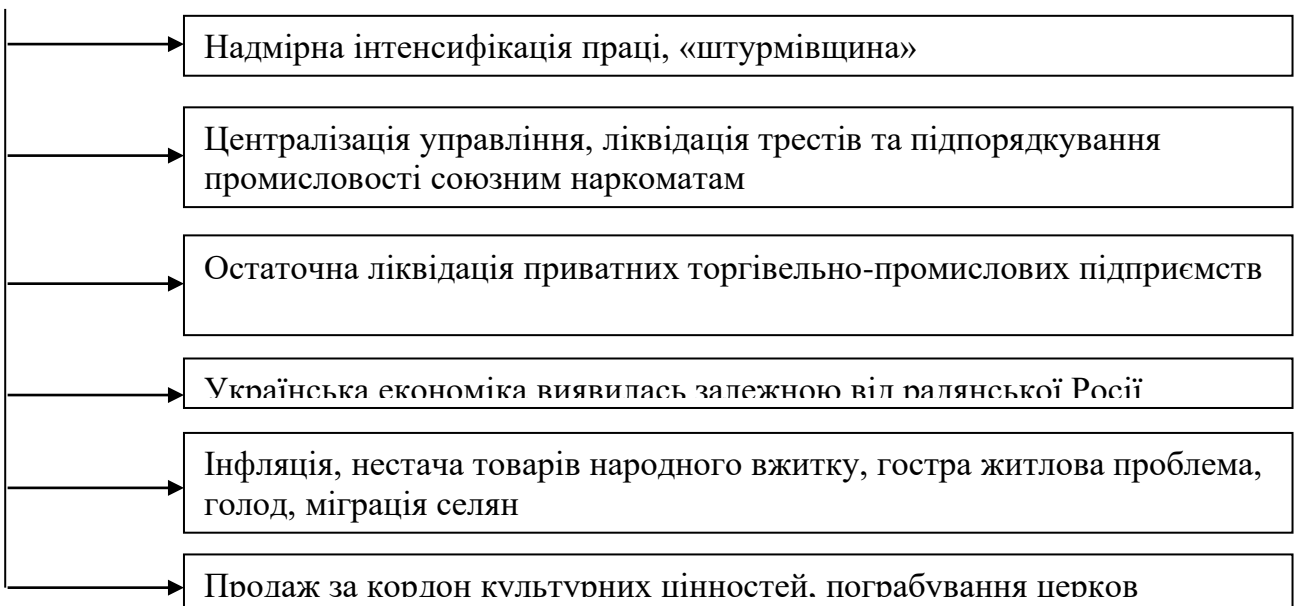 Надмірна інтенсифікація праці, «штурмівщина»
Централізація управління, ліквідація трестів та підпорядкування
промисловості союзним наркоматам
Остаточна ліквідація приватних торгівельно-промислових підприємств
Українська економіка виявилась залежною від радянської Росії
Інфляція, нестача товарів народного вжитку, гостра житлова проблема,
голод, міграція селян
Продаж за кордон культурних цінностей, пограбування церков